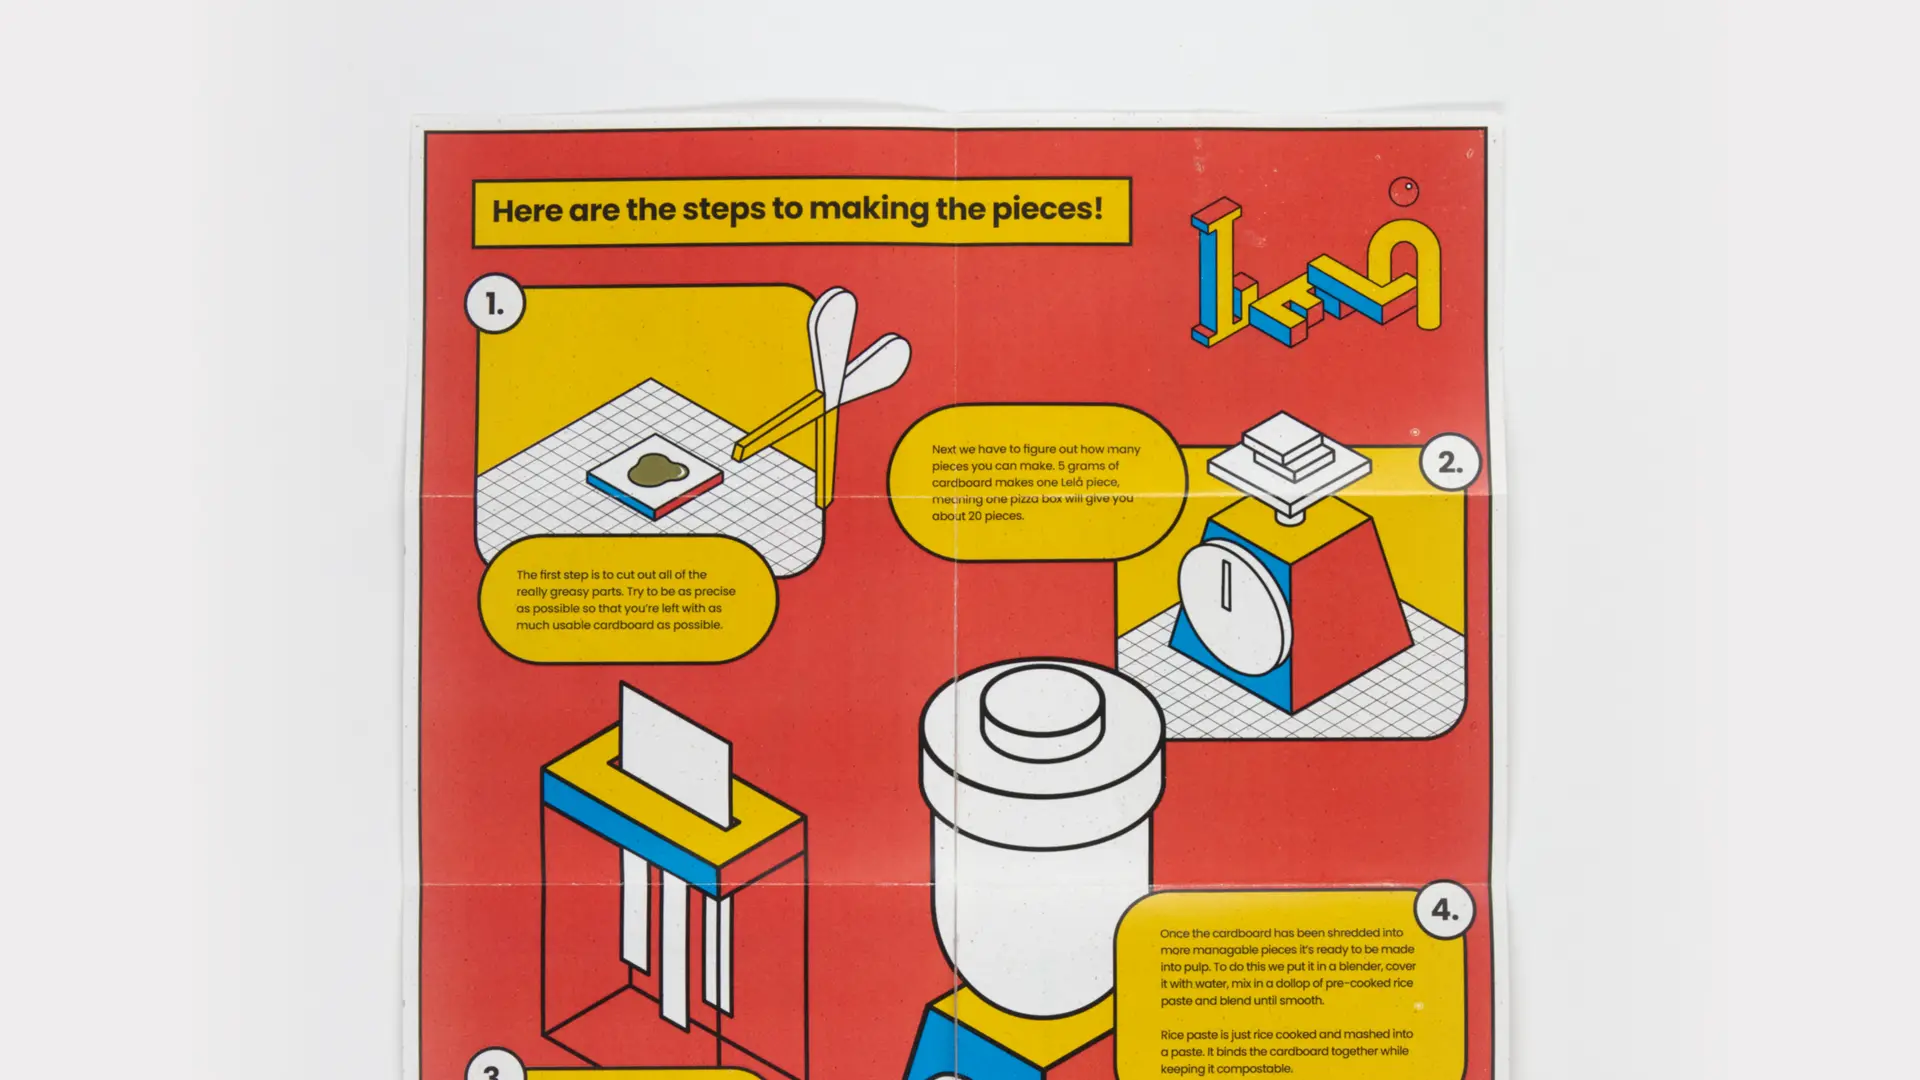 Here are the steps to making the pieces!
Lelå
1.
The first step is to cut out all of the
really greasy parts. Try to be as precise
as possible so that you're left with as
much usable cardboard as possible.
2.
Next we have to figure out how many
pieces you can make. 5 grams of
cardboard makes one Lelå piece,
meaning one pizza box will give you
about 20 pieces.
3.
4.
Once the cardboard has been shredded into
more managable pieces it's ready to be made
into pulp. To do this we put it in a blender, cover
it with water, mix in a dollop of pre-cooked rice
paste and blend until smooth.
Rice paste is just rice cooked and mashed into
a paste. It binds the cardboard together while
keeping it compostable.